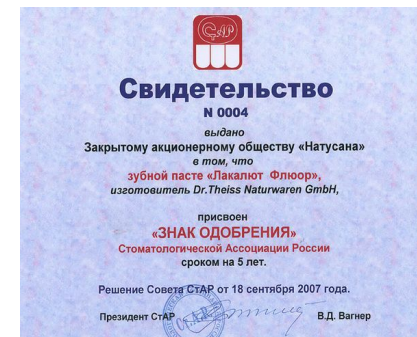 СтАР
Свидетельство
N 0004
выдано
Закрытому акционерному обществу «Натусана»
в том, что
зубной пасте «Лакалют Флюор»,
изготовитель Dr.Theiss Naturwaren GmbH,
присвоен
«ЗНАК ОДОБРЕНИЯ»
Стоматологической Ассоциации России
сроком на 5 лет.
Решение Совета СтАР от 18 сентября 2007 года.
Президент СтАР В.Д. Вагнер